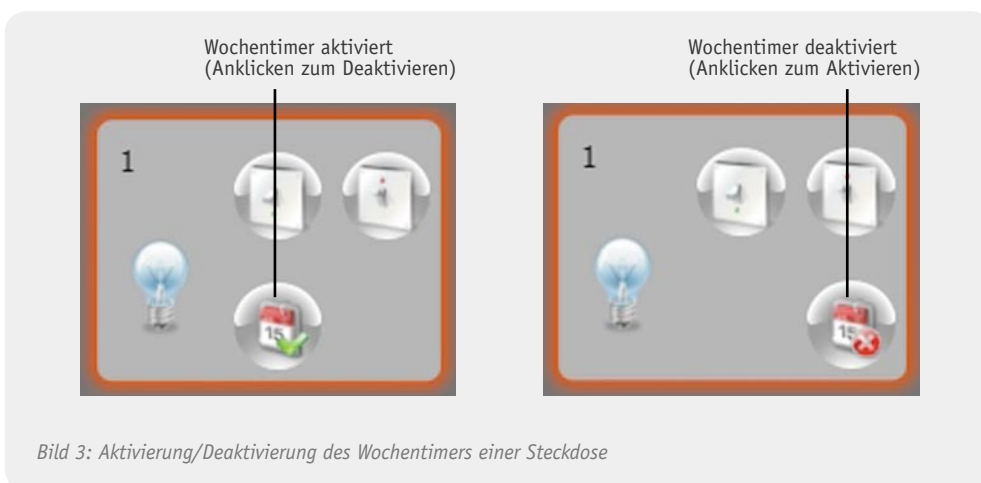 Wochentimer aktiviert
(Anklicken zum Deaktivieren)
Wochentimer deaktiviert
(Anklicken zum Aktivieren)
1
15
1
15
Bild 3: Aktivierung/Deaktivierung des Wochentimers einer Steckdose